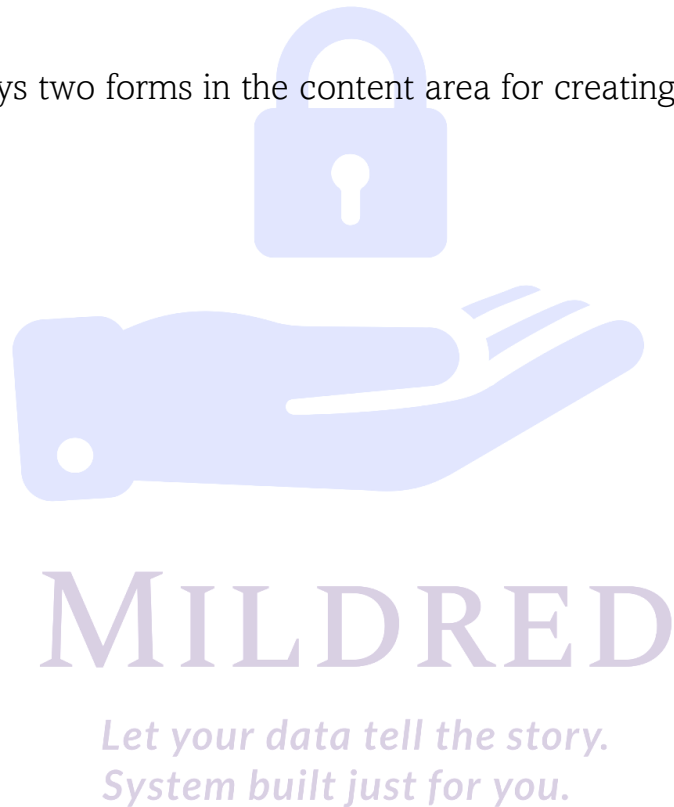 two forms in the content area for creating
MILDRED
Let your data tell the story.
System built just for you.